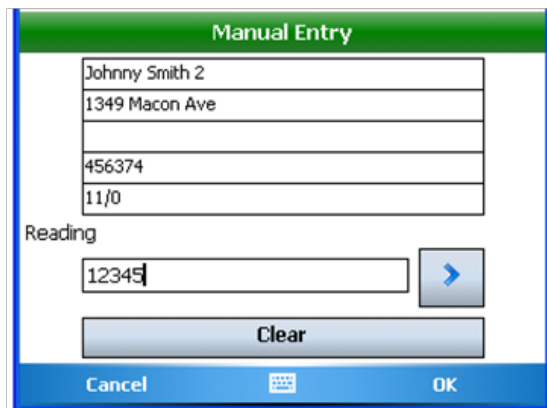 Manual Entry
Johnny Smith 2
1349 Macon Ave
456374
11/0
Reading
12345
Clear
Cancel OK